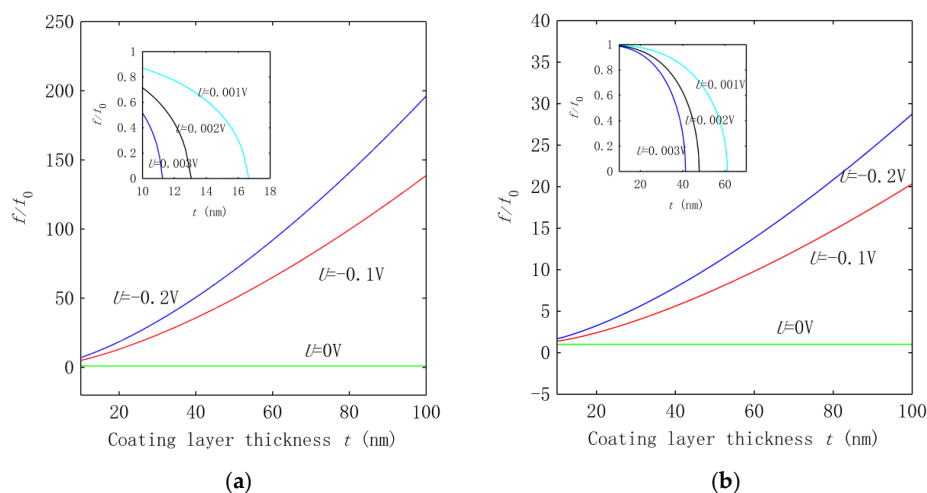 250
200
150
100
50
0
f/f0
1
0.8
0.6
0.4
0.2
0
f/f0
U=0.001V
U=0.002V
U=0.003V
10 12 14 16 18
t (nm)
U=-0.2V
U=-0.1V
U=0V
20 40 60 80 100
Coating layer thickness t (nm)
(a)
40
35
30
25
20
15
10
5
0
-5
f/f0
1
0.8
0.6
0.4
0.2
0
f/f0
U=0.001V
U=0.002V
U=0.003V
20 40 60
t (nm)
U=-0.2V
U=-0.1V
U=0V
20 40 60 80 100
Coating layer thickness t (nm)
(b)